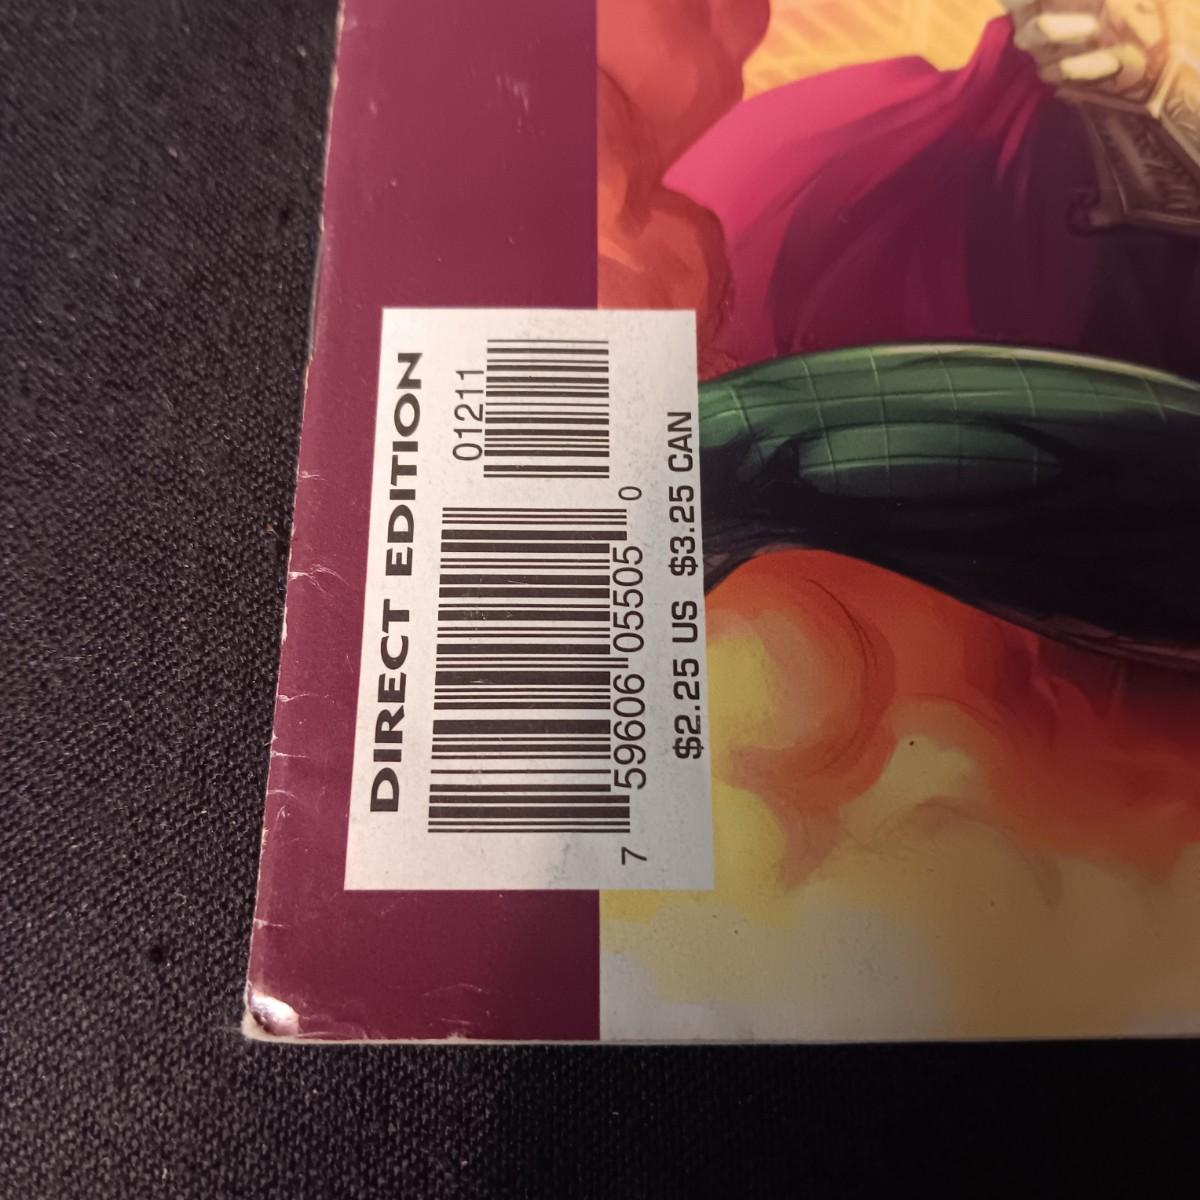 DIRECT EDITION
01211
7 59606 05505 0
$2.25 US $3.25 CAN